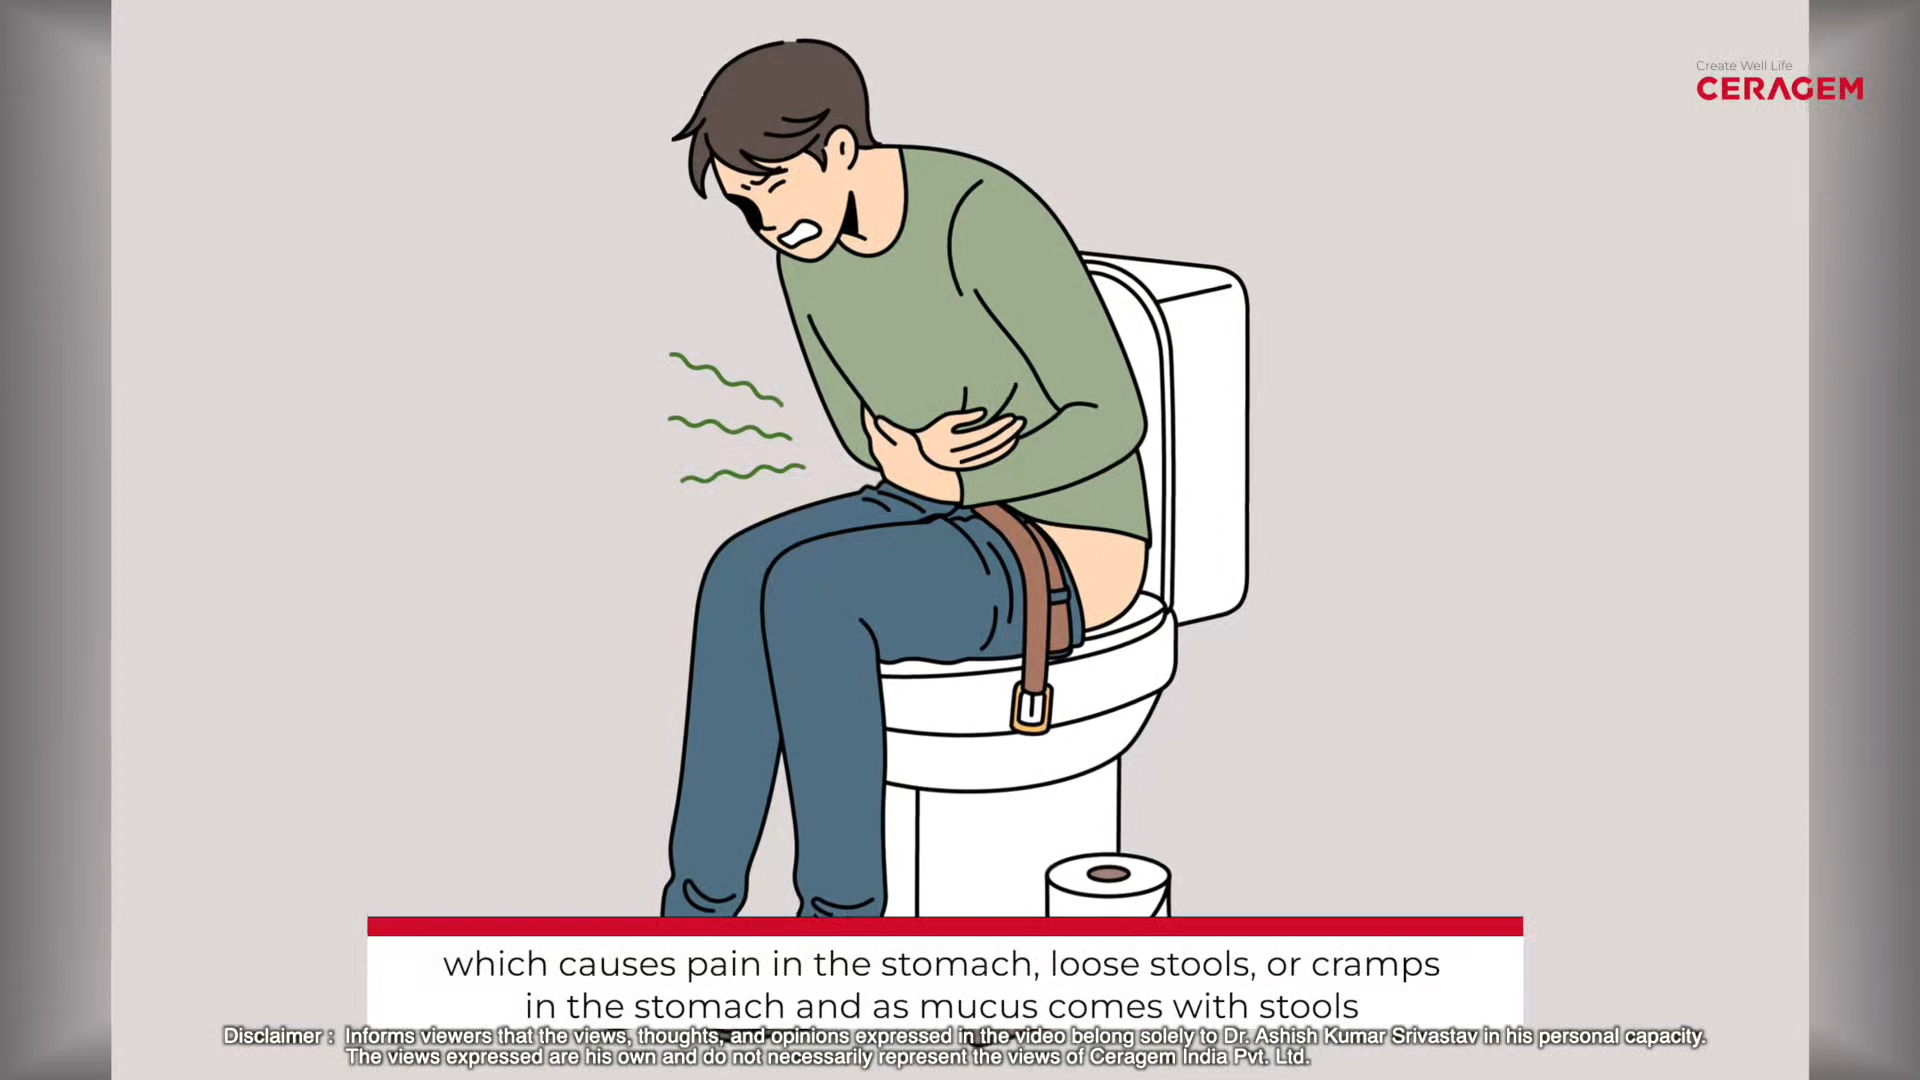 Create Well Life
CERAGEM
which causes pain in the stomach, loose stools, or cramps
in the stomach and as mucus comes with stools
Disclaimer : Informs viewers that the views, thoughts, and opinions expressed in the video belong solely to Dr. Ashish Kumar Srivastav in his personal capacity.
The views expressed are his own and do not necessarily represent the views of Ceragem India Pvt. Ltd.